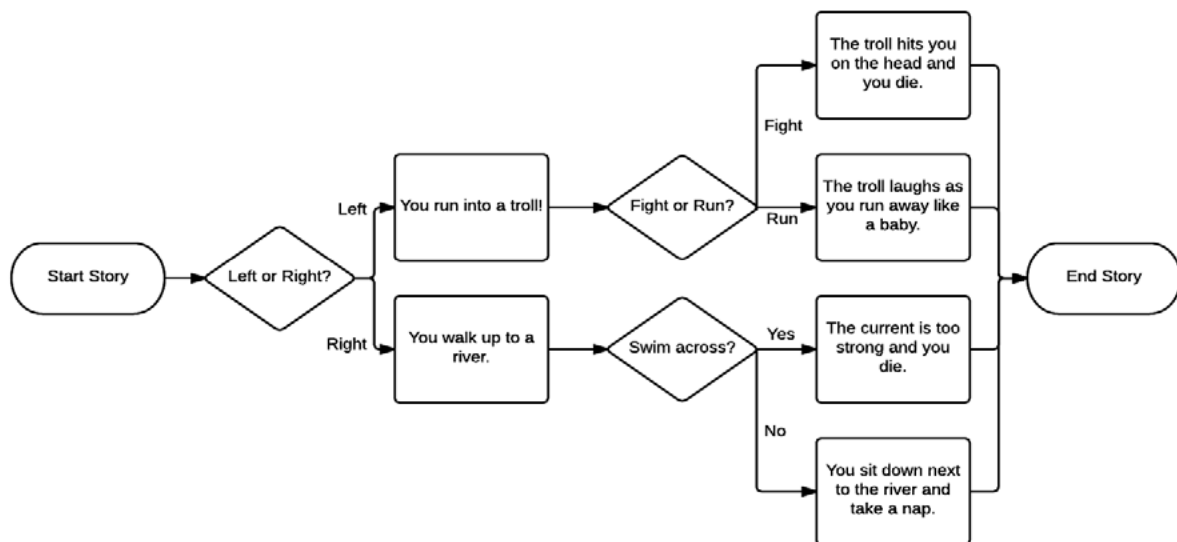 Start Story
Left or Right?
Left
You run into a troll!
Fight or Run?
Fight
The troll hits you
on the head and
you die.
Run
The troll laughs as
you run away like
a baby.
Right
You walk up to a
river.
Swim across?
Yes
The current is too
strong and you
die.
No
You sit down next
to the river and
take a nap.
End Story